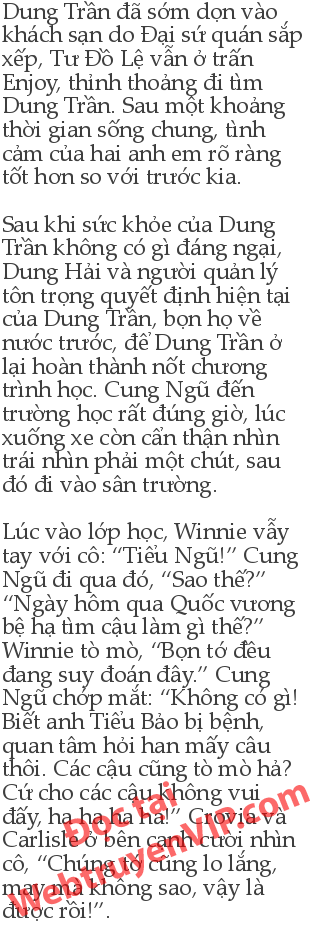 Dung Trần đã sớm dọn vào
khách sạn do Đại sứ quán sắp
xếp, Tư Đồ Lệ vẫn ở trấn
Enjoy, thỉnh thoảng đi tìm
Dung Trần. Sau một khoảng
thời gian sống chung, tình
cảm của hai anh em rõ ràng
tốt hơn so với trước kia.
Sau khi sức khỏe của Dung
Trần không có gì đáng ngại,
Dung Hải và người quản lý
tôn trọng quyết định hiện tại
của Dung Trần, bọn họ về
nước trước, để Dung Trần ở
lại hoàn thành nốt chương
trình học. Cung Ngũ đến
trường học rất đúng giờ, lúc
xuống xe còn cẩn thận nhìn
trái nhìn phải một chút, sau
đó đi vào sân trường.
Lúc vào lớp học, Winnie vẫy
tay với cô: “Tiểu Ngũ!” Cung
Ngũ đi qua đó, “Sao thế?”
“Ngày hôm qua Quốc vương
bệ hạ tìm cậu làm gì thế?”
Winnie tò mò, “Bọn tớ đều
đang suy đoán đây.” Cung
Ngũ chớp mắt: “Không có gì!
Biết anh Tiểu Bảo bị bệnh,
quan tâm hỏi han mấy câu
thôi. Các cậu cũng tò mò hả?
Cứ cho các cậu không vui
đấy, ha ha ha ha!” Grovia và
Carlisle ở bên cạnh cười nhìn
cô, “Chúng tớ cũng lo lắng,
may mà không sao, vậy là
được rồi!”.
Đọc tại
WebtruyenVIP.com